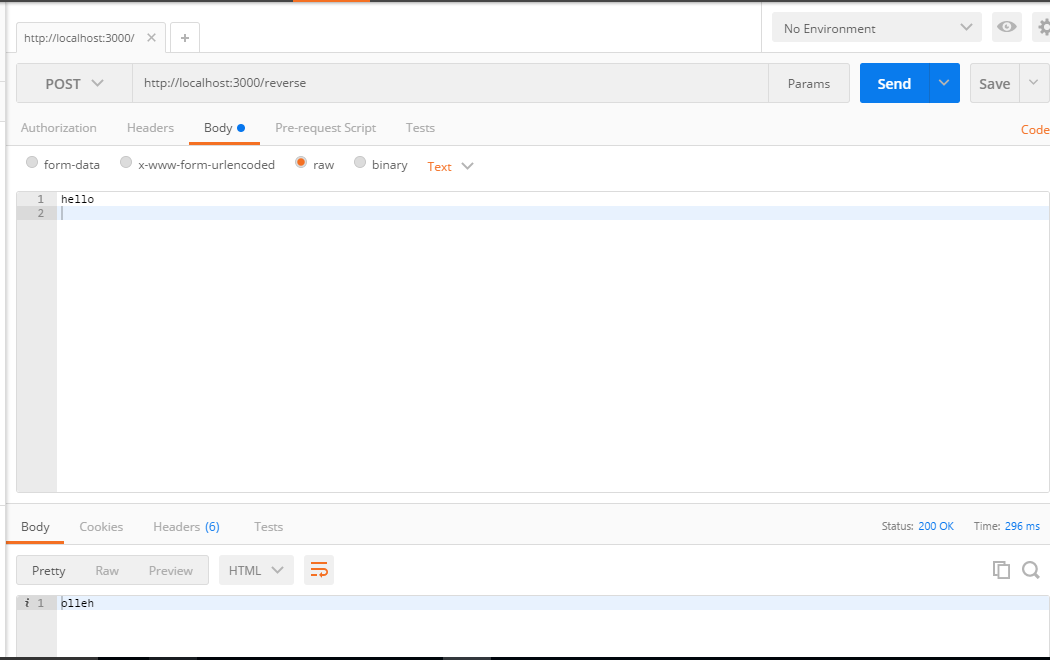 http://localhost:3000/ × +
No Environment
POST http://localhost:3000/reverse Params Send Save
Authorization Headers Body Pre-request Script Tests Code
form-data x-www-form-urlencoded raw binary Text
1 hello
2
Body Cookies Headers (6) Tests Status: 200 OK Time: 296 ms
Pretty Raw Preview HTML
i 1 olleh